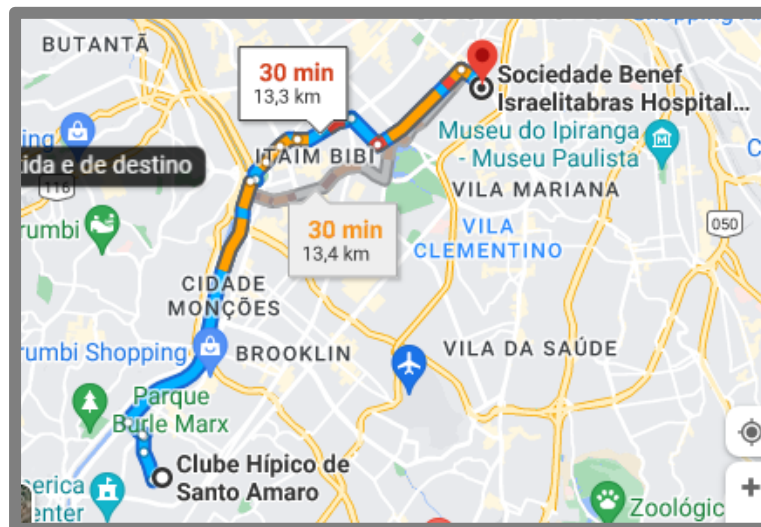 BUTANTÃ
Shopping
30 min
13,3 km
Sociedade Benef
Israelitabras Hospital...
Museu do Ipiranga
- Museu Paulista
ITAIM BIBI
ida e de destino
116
VILA MARIANA
30 min
13,4 km
VILA
CLEMENTINO
050
rumbi
CIDADE
MONÇÕES
rumbi Shopping
BROOKLIN
VILA DA SAÚDE
Parque
Burle Marx
Clube Hípico de
Santo Amaro
erica
enter
Zoológic